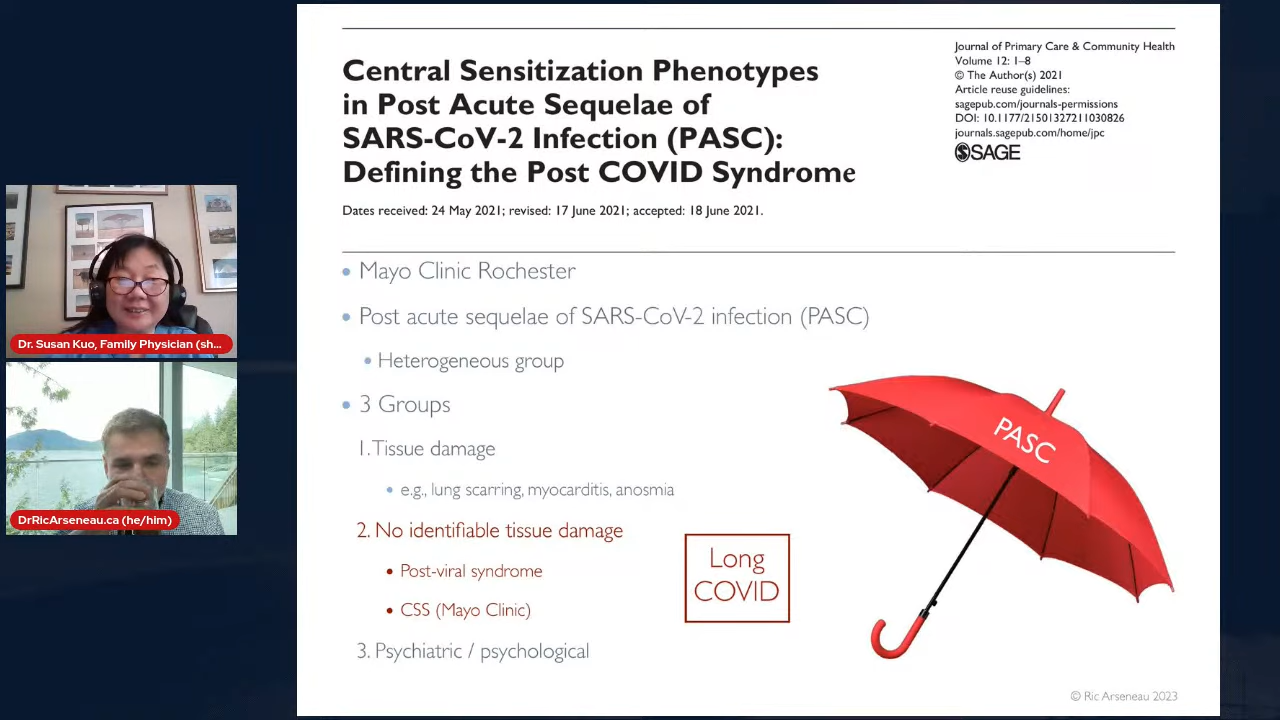 Central Sensitization Phenotypes
in Post Acute Sequelae of
SARS-CoV-2 Infection (PASC):
Defining the Post COVID Syndrome
Dates received: 24 May 2021; revised: 17 June 2021; accepted: 18 June 2021.
Journal of Primary Care & Community Health
Volume 12: 1–8
© The Author(s) 2021
Article reuse guidelines:
sagepub.com/journals-permissions
DOI: 10.1177/21501327211030826
journals.sagepub.com/home/jpc
SAGE
• Mayo Clinic Rochester
• Post acute sequelae of SARS-CoV-2 infection (PASC)
• Heterogeneous group
• 3 Groups
1. Tissue damage
• e.g., lung scarring, myocarditis, anosmia
2. No identifiable tissue damage
• Post-viral syndrome
• CSS (Mayo Clinic)
3. Psychiatric / psychological
Long
COVID
PASC
© Ric Arseneau 2023
Dr. Susan Kuo, Family Physician (sh...
DrRicArseneau.ca (he/him)